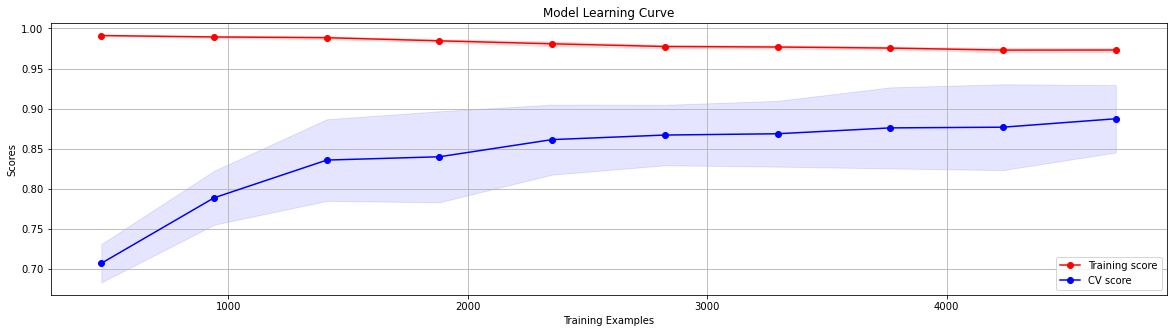 Model Learning Curve
Scores
1.00
0.95
0.90
0.85
0.80
0.75
0.70
1000 2000 3000 4000
Training Examples
Training score
CV score